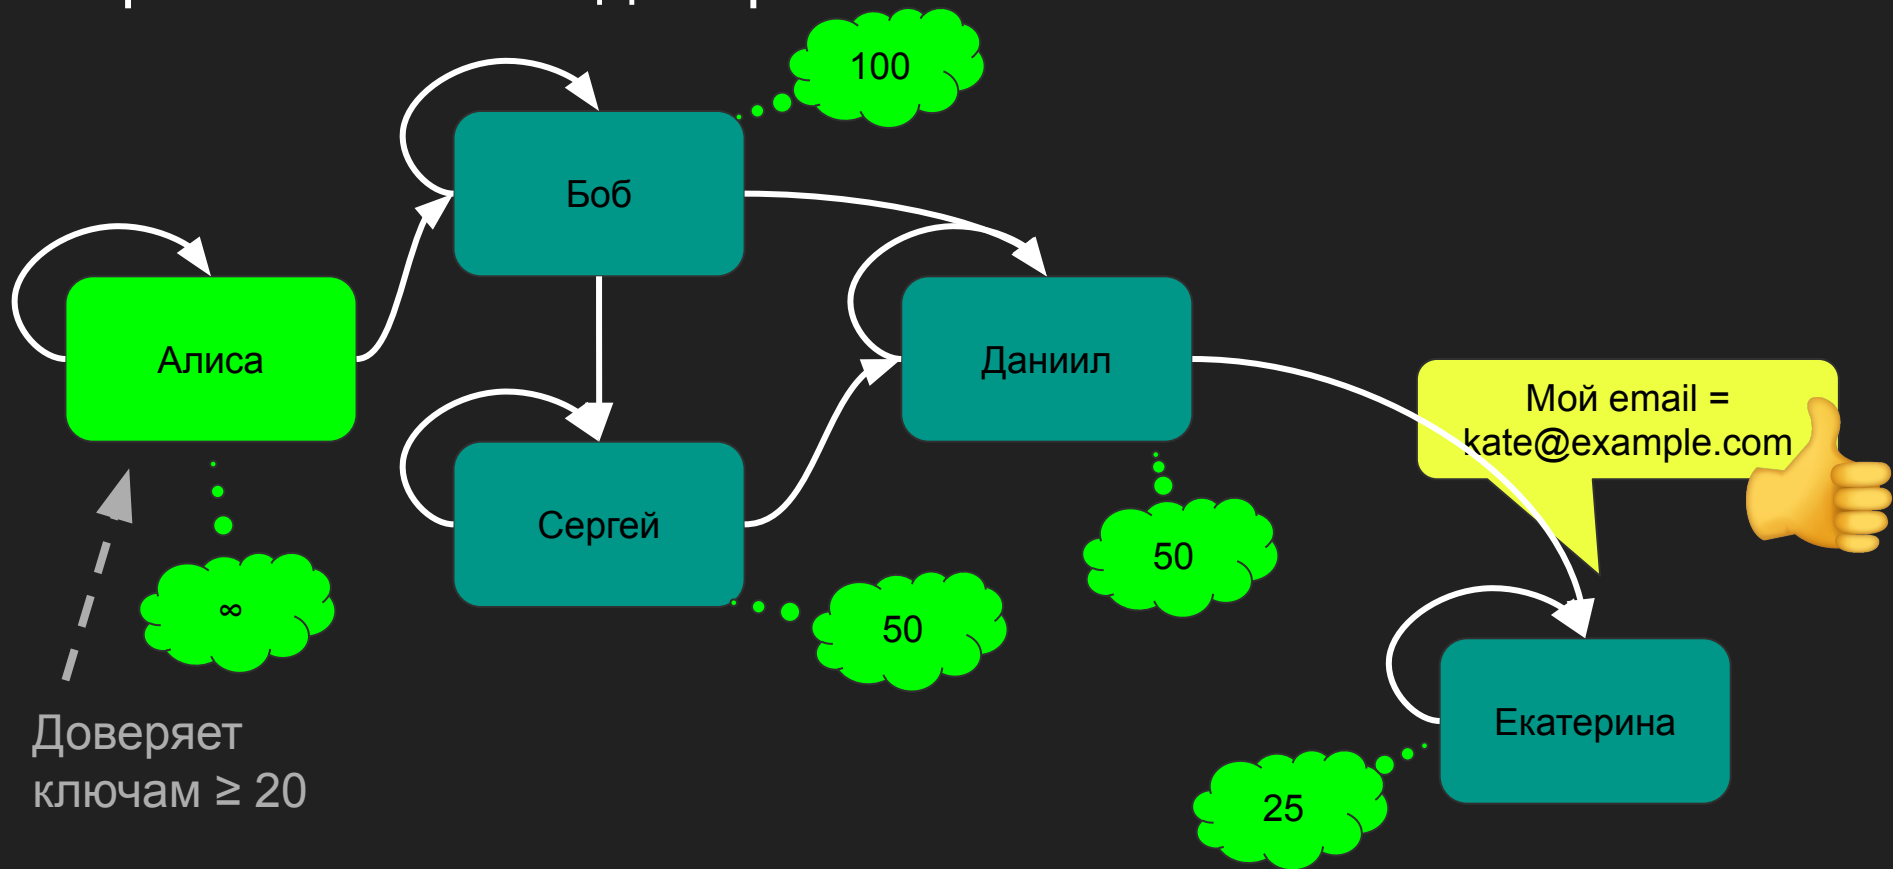 100
Боб
Алиса
Даниил
Мой email =
kate@example.com
Сергей
50
∞
50
Екатерина
Доверяет
ключам ≥ 20
25